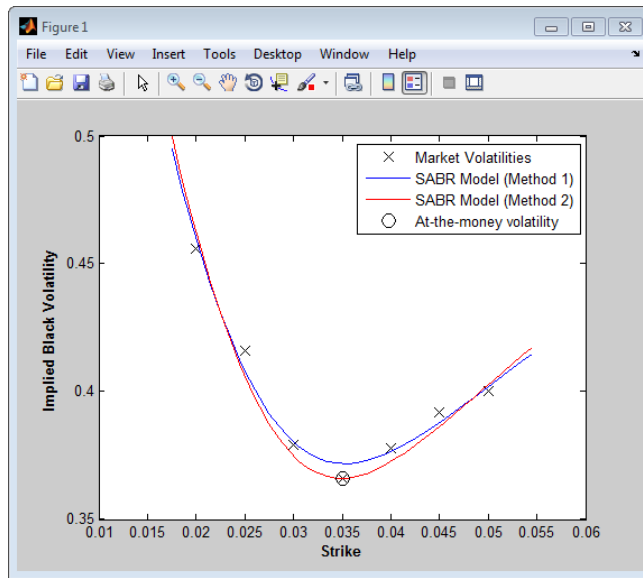 Figure 1
File Edit View Insert Tools Desktop Window Help
0.5
0.45
0.4
0.35
Implied Black Volatility
Market Volatilities
SABR Model (Method 1)
SABR Model (Method 2)
At-the-money volatility
0.01 0.015 0.02 0.025 0.03 0.035 0.04 0.045 0.05 0.055 0.06
Strike